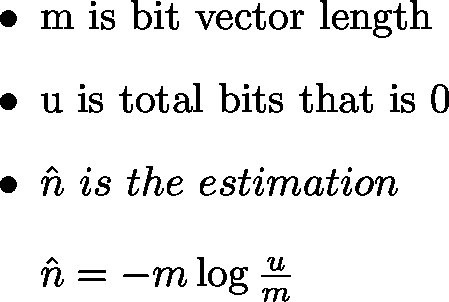 • m is bit vector length
• u is total bits that is 0
• n̂ is the estimation
n̂ = −m log u/m